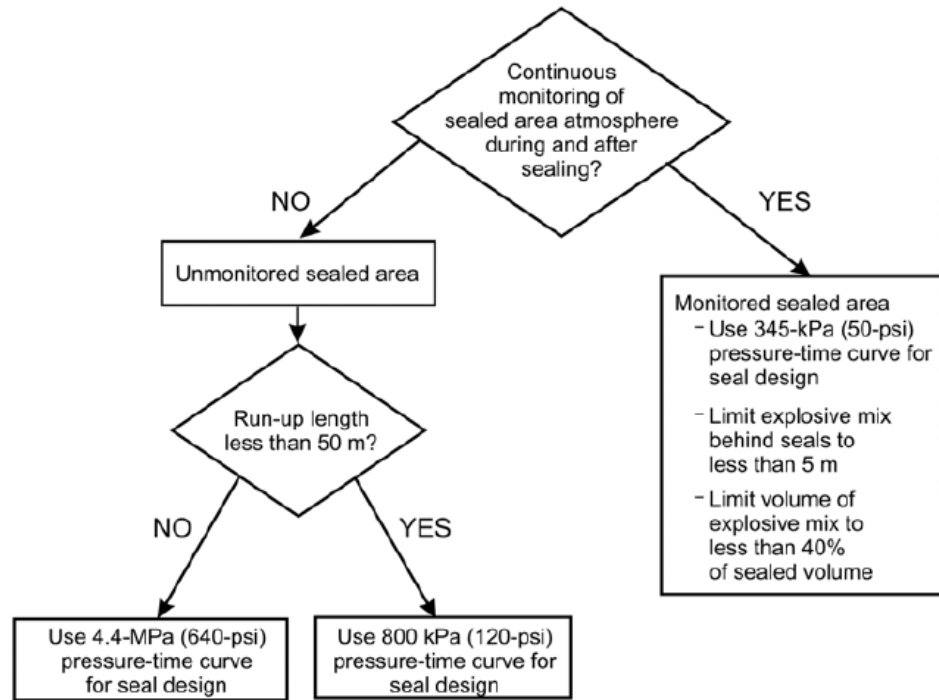 Continuous
monitoring of
sealed area atmosphere
during and after
sealing?
NO
YES
Unmonitored sealed area
Monitored sealed area
- Use 345-kPa (50-psi)
pressure-time curve for
seal design
- Limit explosive mix
behind seals to
less than 5 m
- Limit volume of
explosive mix to
less than 40%
of sealed volume
Run-up length
less than 50 m?
NO
YES
Use 4.4-MPa (640-psi)
pressure-time curve
for seal design
Use 800 kPa (120-psi)
pressure-time curve for
seal design